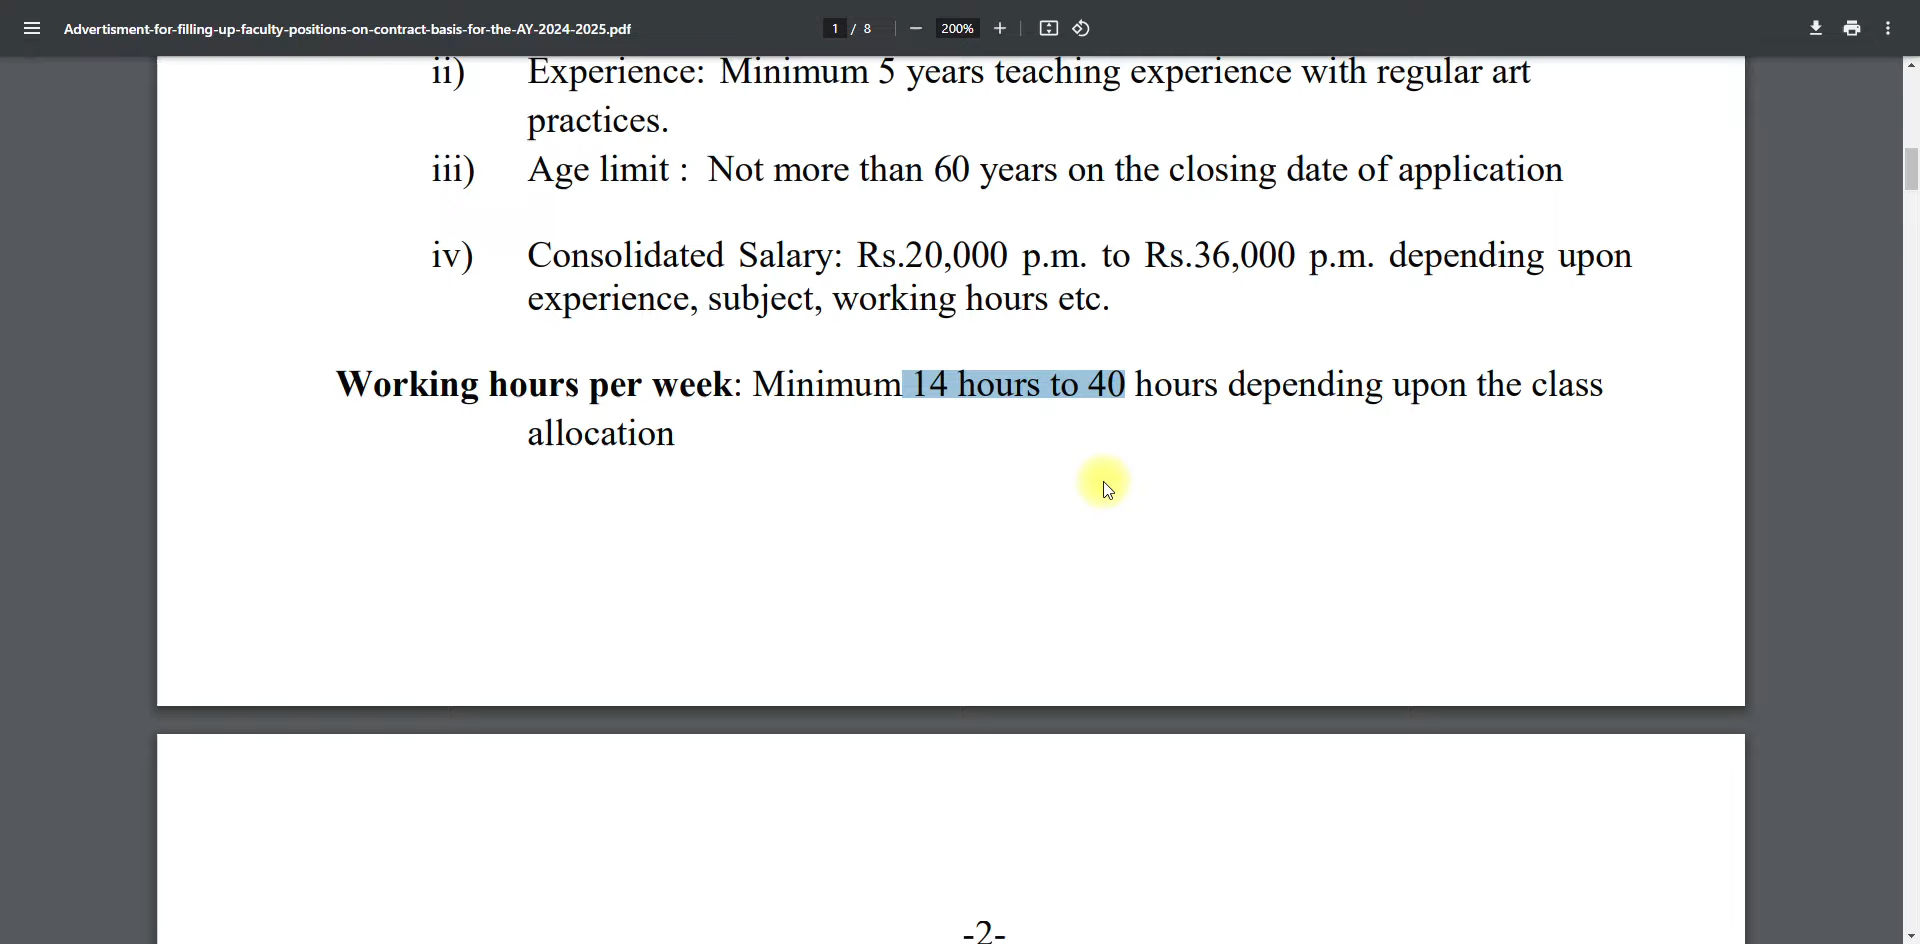 Advertisment-for-filling-up-faculty-positions-on-contract-basis-for-the-AY-2024-2025.pdf
1 / 8
200%
ii) Experience: Minimum 5 years teaching experience with regular art
practices.
iii) Age limit : Not more than 60 years on the closing date of application
iv) Consolidated Salary: Rs.20,000 p.m. to Rs.36,000 p.m. depending upon
experience, subject, working hours etc.
Working hours per week: Minimum 14 hours to 40 hours depending upon the class
allocation
-2-